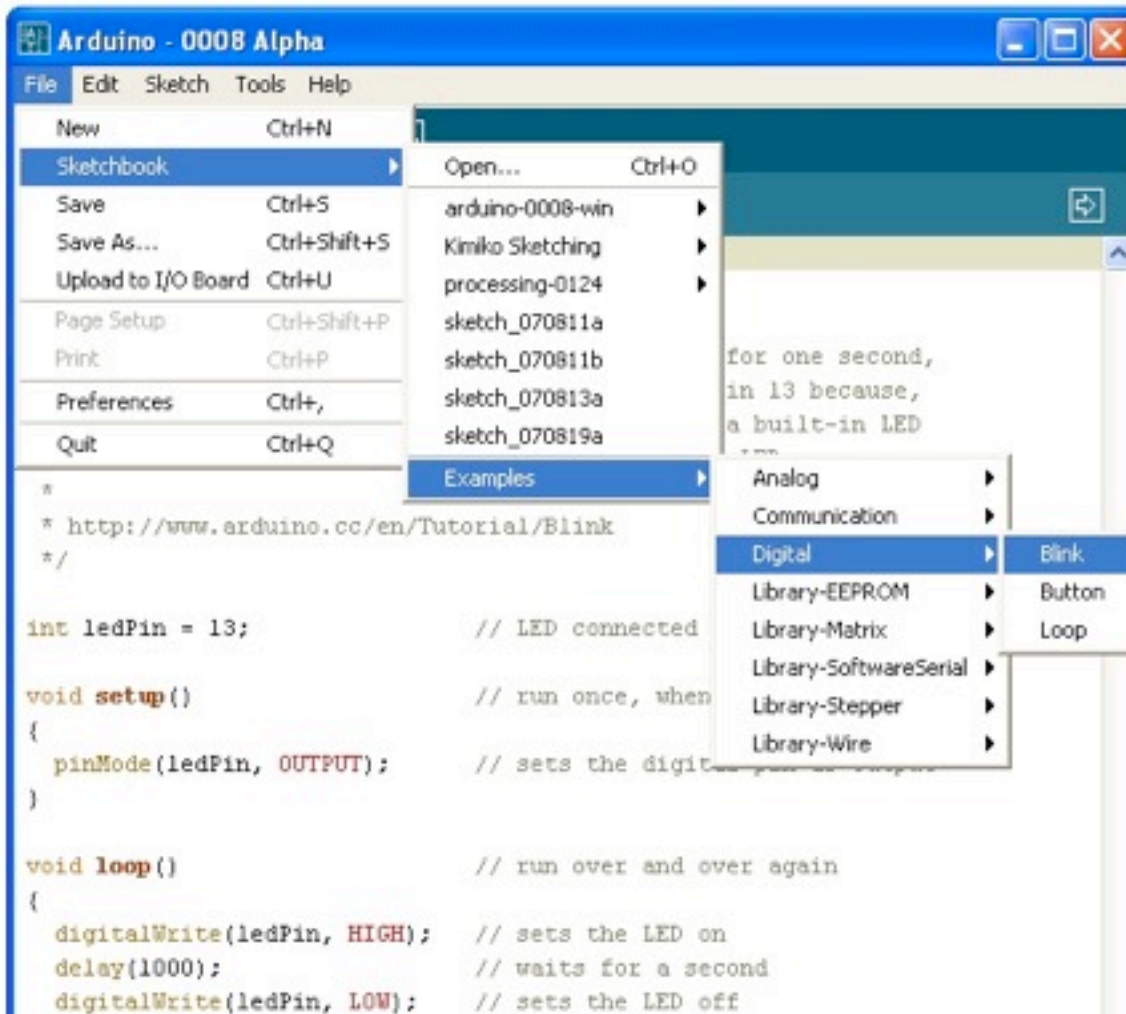 Arduino - 0008 Alpha
File Edit Sketch Tools Help
New Ctrl+N
Sketchbook
Save Ctrl+S
Save As... Ctrl+Shift+S
Upload to I/O Board Ctrl+U
Page Setup Ctrl+Shift+P
Print Ctrl+P
Preferences Ctrl+,
Quit Ctrl+Q
Open... Ctrl+O
arduino-0008-win
Kimiko Sketching
processing-0124
sketch_070811a
sketch_070811b
sketch_070813a
sketch_070819a
Examples
Analog
Communication
Digital
Library-EEPROM
Library-Matrix
Library-SoftwareSerial
Library-Stepper
Library-Wire
Blink
Button
Loop
for one second,
in 13 because,
a built-in LED
*
* http://www.arduino.cc/en/Tutorial/Blink
*/
int ledPin = 13; // LED connected
void setup() // run once, when
{
pinMode(ledPin, OUTPUT); // sets the digital pin as output
}
void loop() // run over and over again
{
digitalWrite(ledPin, HIGH); // sets the LED on
delay(1000); // waits for a second
digitalWrite(ledPin, LOW); // sets the LED off